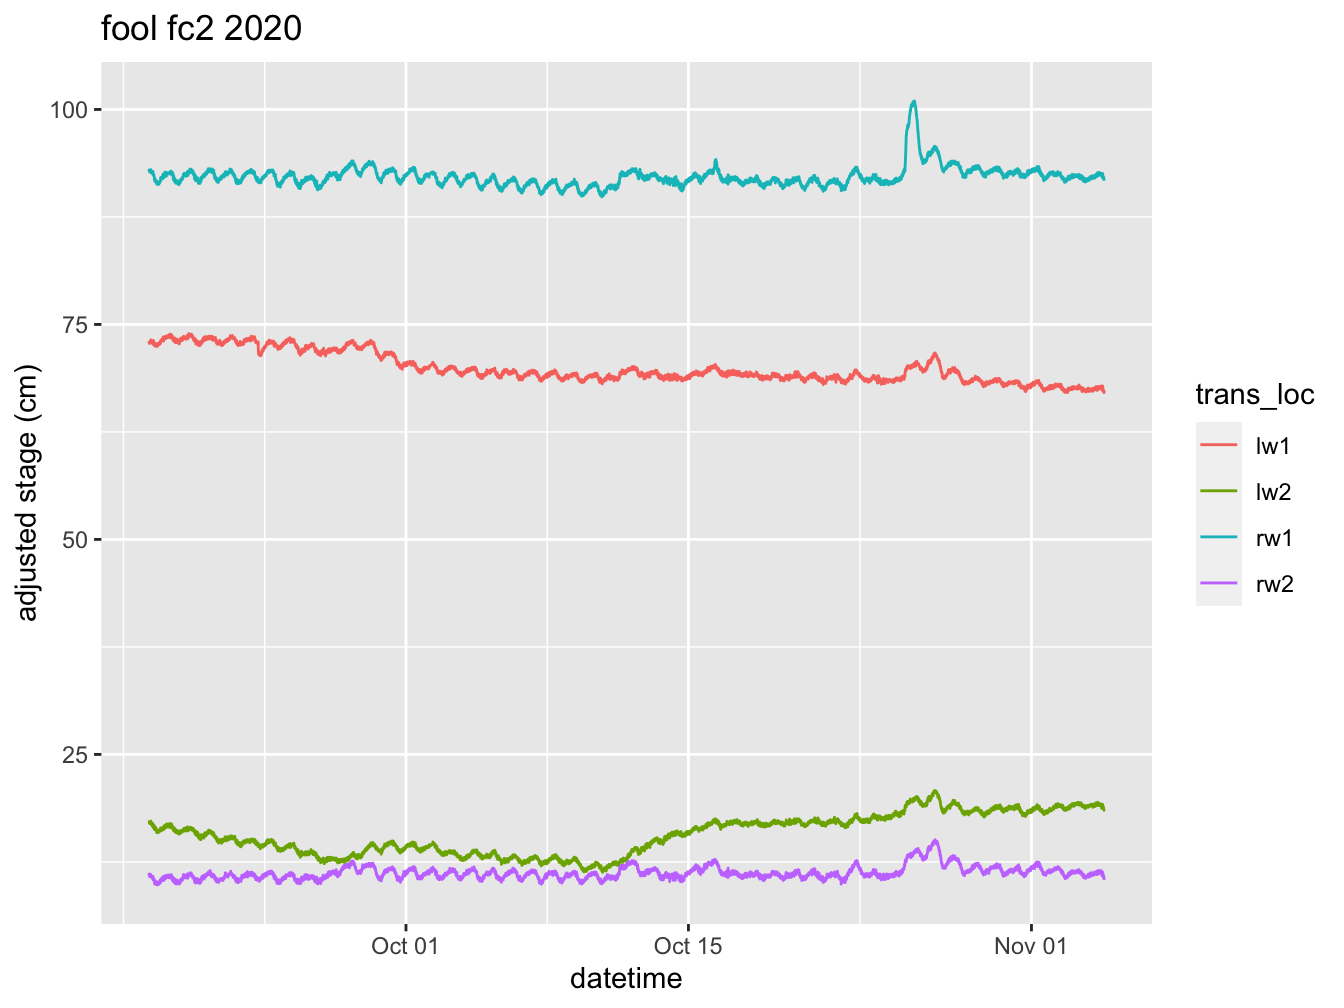 fool fc2 2020
100
75
50
25
adjusted stage (cm)
Oct 01
Oct 15
Nov 01
datetime
trans_loc
lw1
lw2
rw1
rw2